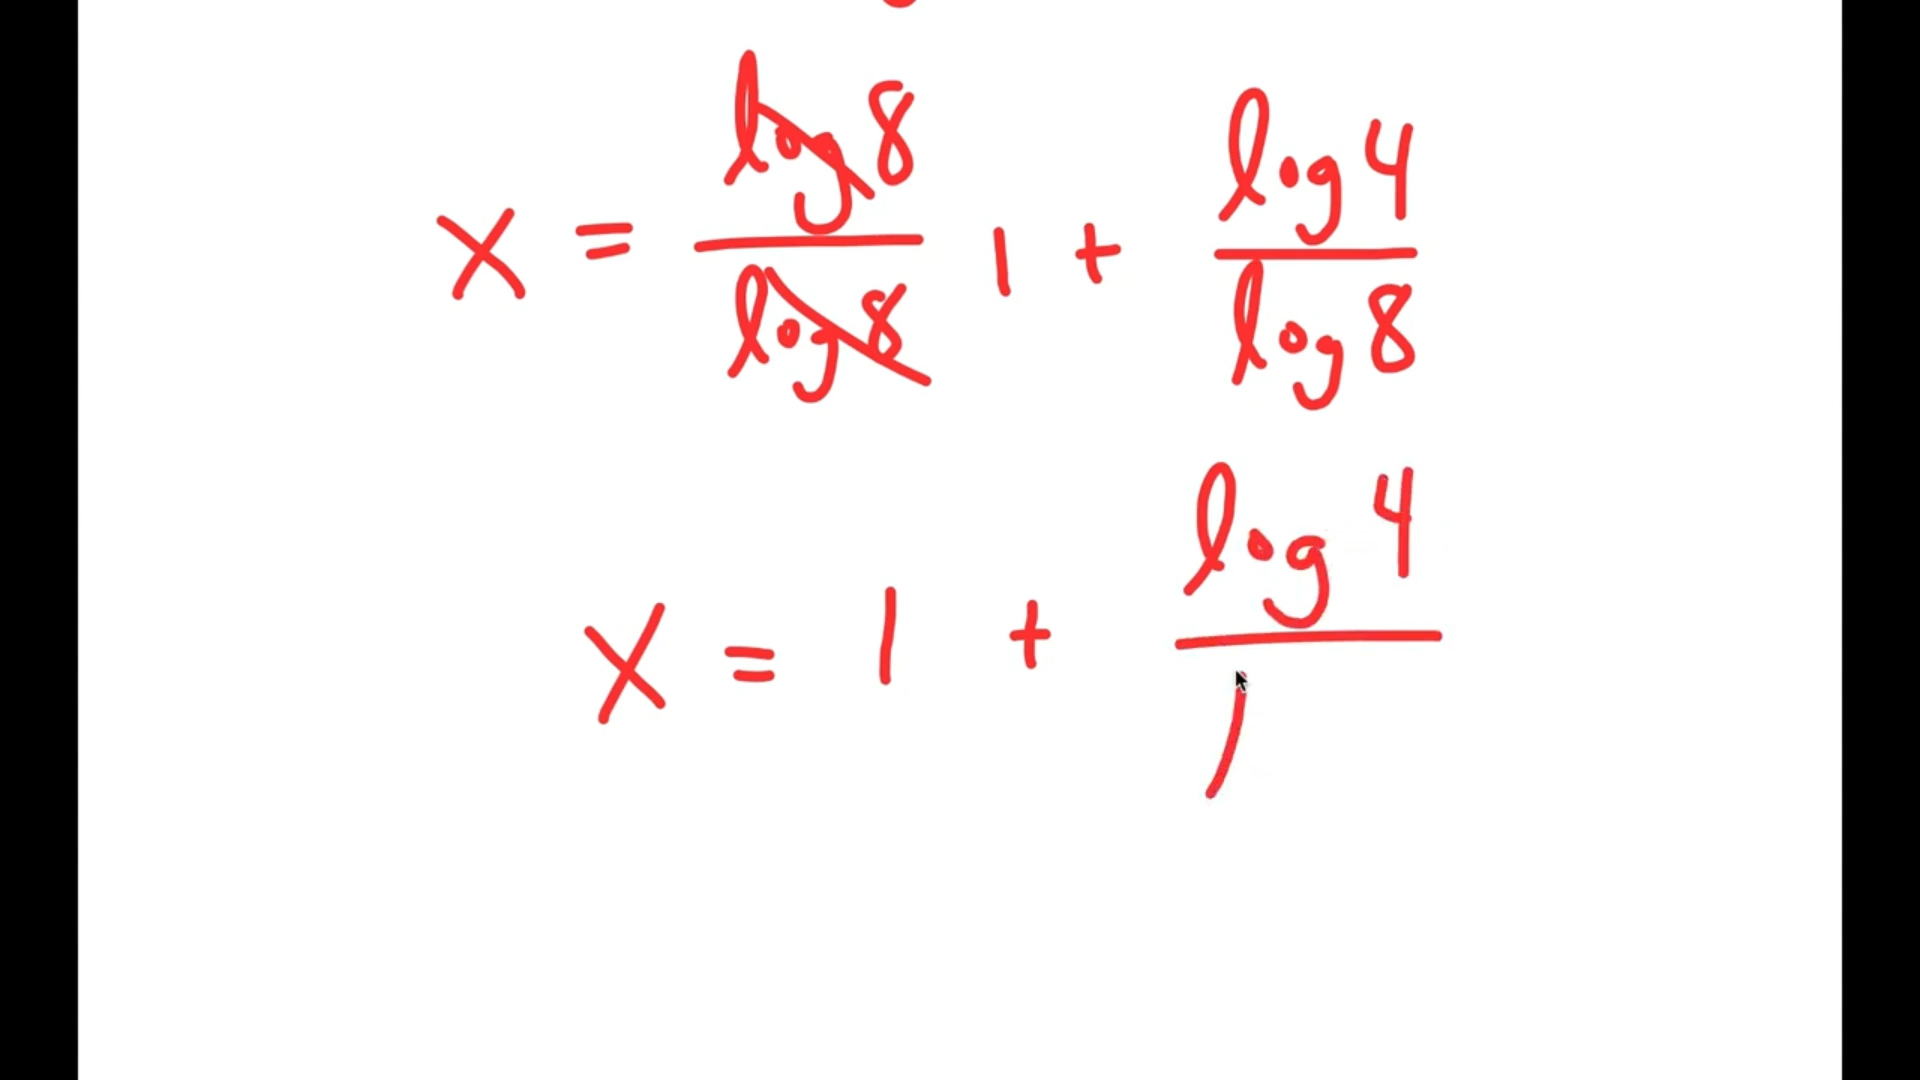 x = log 8 / log 8 1 + log 4 / log 8
x = 1 + log 4 /